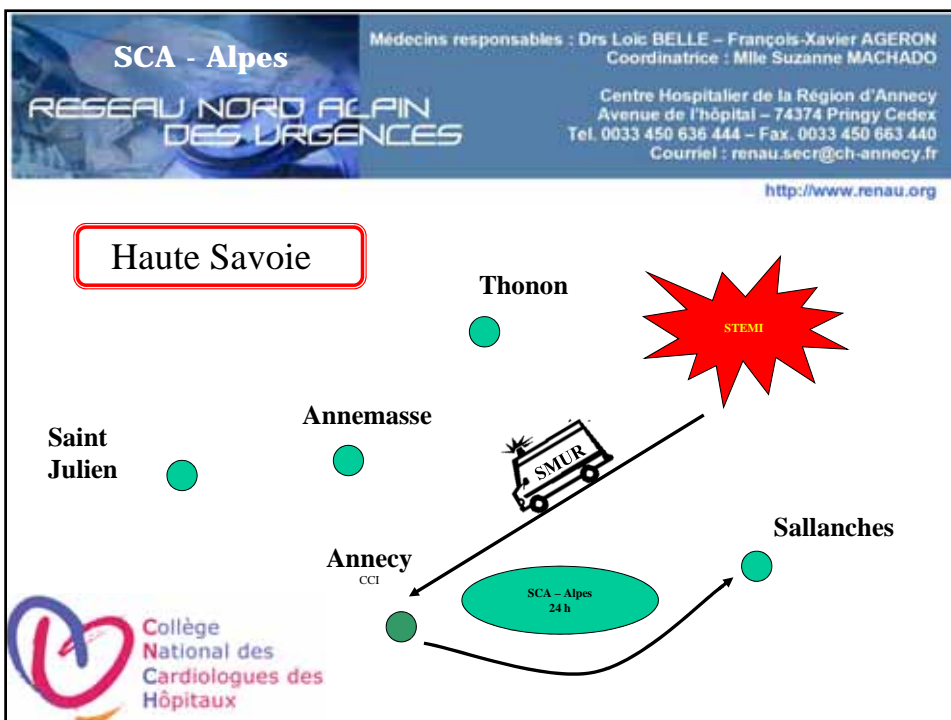 SCA - Alpes
RESEAU NORD ALPIN
DES URGENCES
Médecins responsables : Drs Loïc BELLE – François-Xavier AGERON
Coordinatrice : Mlle Suzanne MACHADO
Centre Hospitalier de la Région d'Annecy
Avenue de l'hôpital – 74374 Pringy Cedex
Tel. 0033 450 636 444 – Fax. 0033 450 663 440
Courriel : renau.secr@ch-annecy.fr
http://www.renau.org
Haute Savoie
Thonon
STEMI
Annemasse
Saint
Julien
SMUR
Sallanches
Annecy
CCI
SCA – Alpes
24 h
Collège
National des
Cardiologues des
Hôpitaux